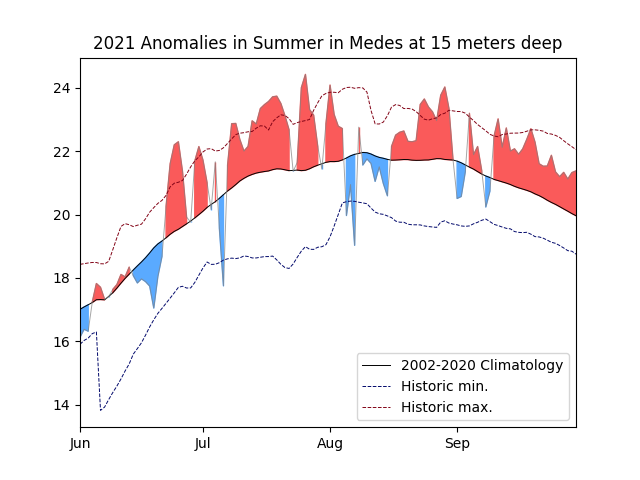 2021 Anomalies in Summer in Medes at 15 meters deep
24
22
20
18
16
14
Jun
Jul
Aug
Sep
2002-2020 Climatology
Historic min.
Historic max.